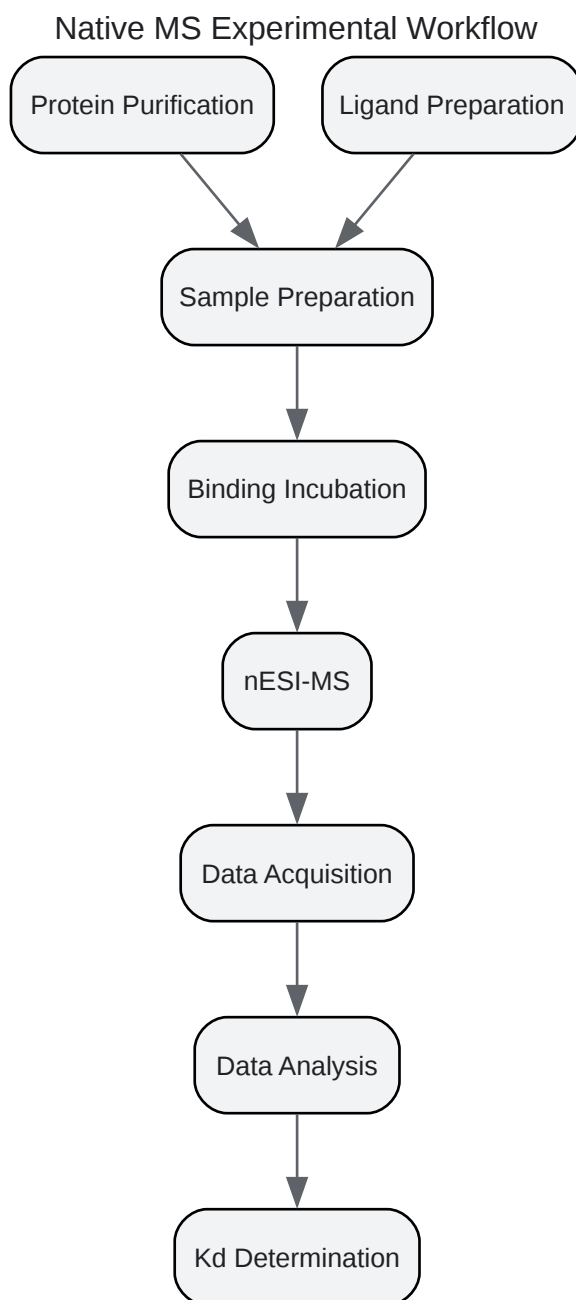 Native MS Experimental Workflow
Protein Purification
Ligand Preparation
Sample Preparation
Binding Incubation
nESI-MS
Data Acquisition
Data Analysis
Kd Determination